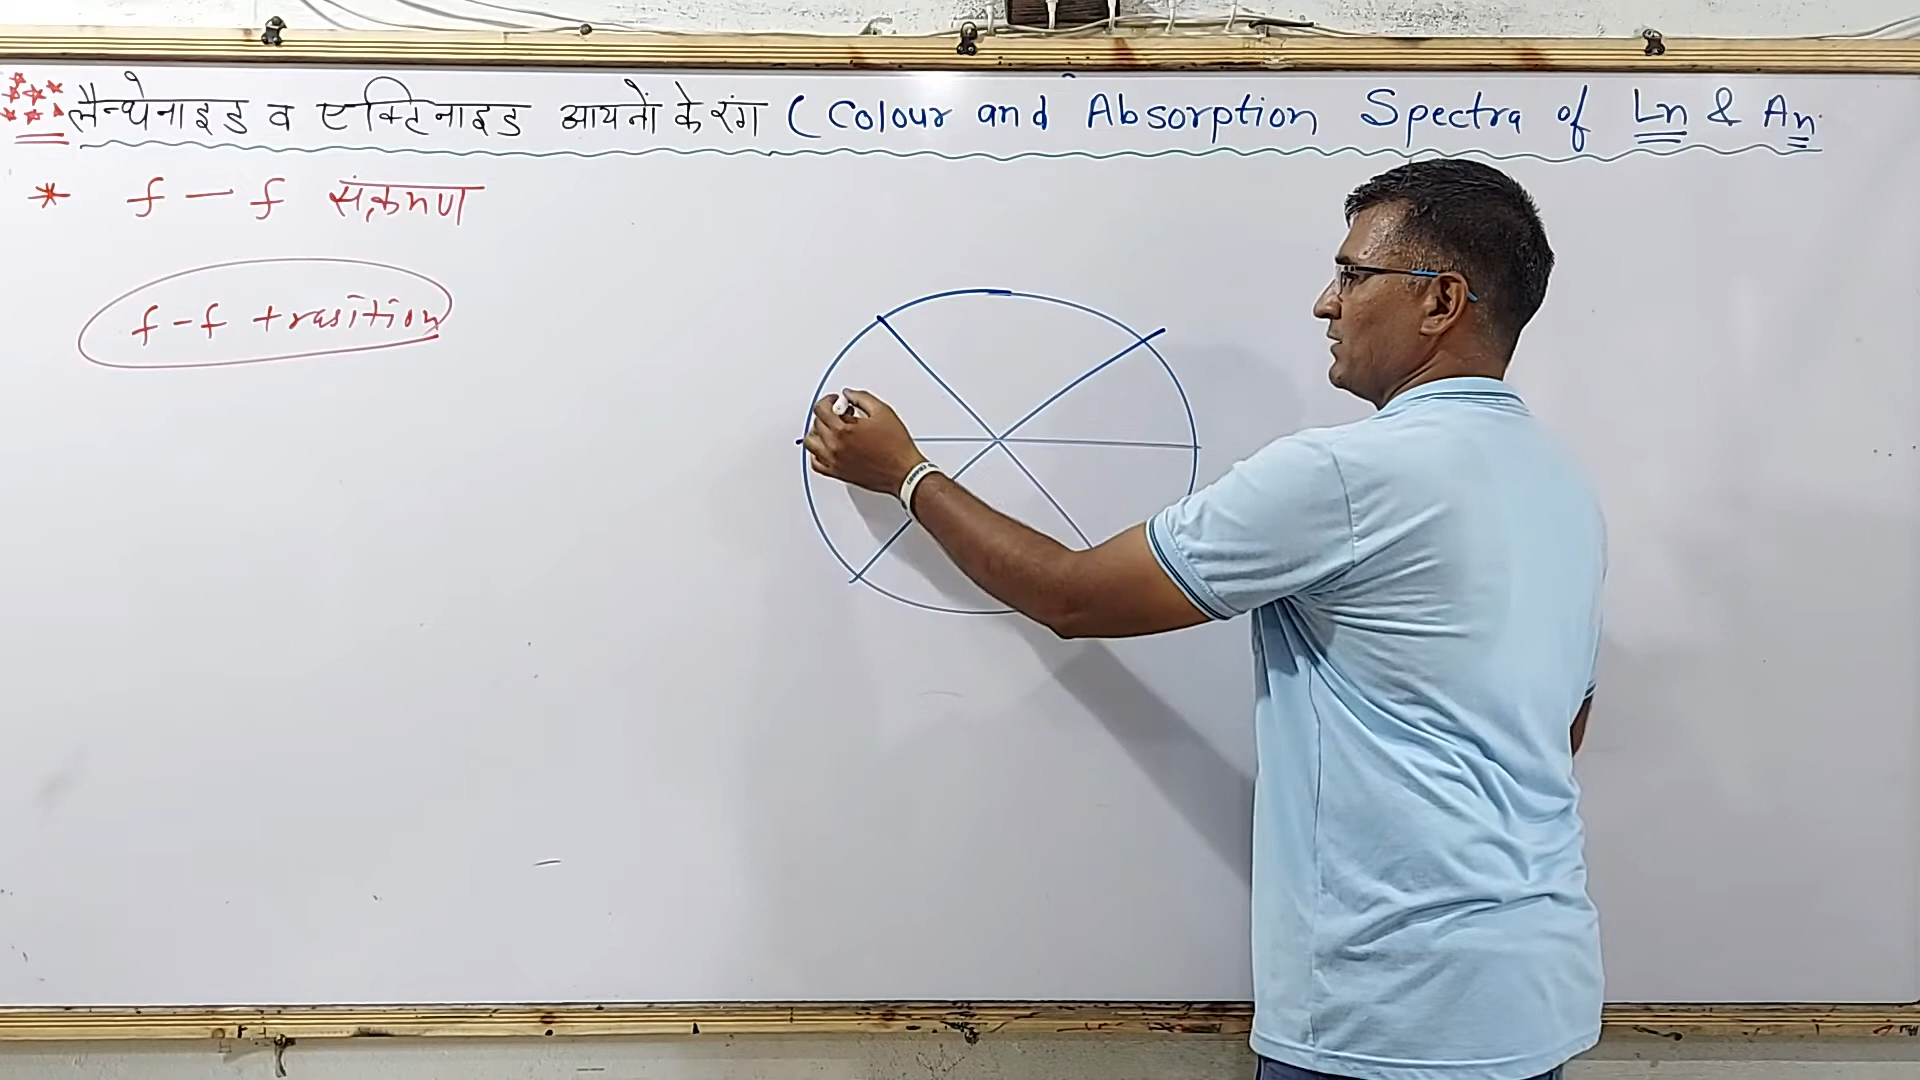 लैन्थेनाइड व एक्टिनाइड आयनों के रंग (Colour and Absorption Spectra of Ln & An.
* f - f संक्रमण
f - f trasition